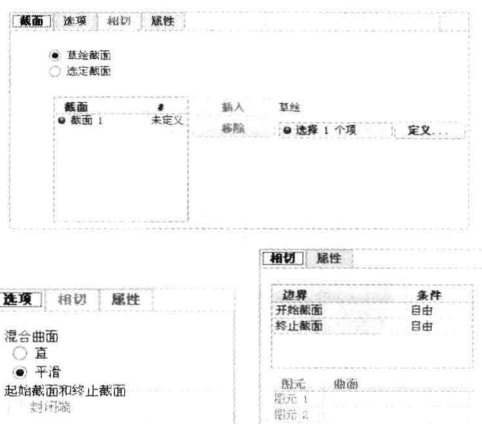 截面 选项 相切 属性
草绘截面
选定截面
截面 #
截面 1 未定义
插入 草绘
移除 选择 1 个项 定义...
选项 相切 属性
混合曲面
直
平滑
起始截面和终止截面
封闭端
相切 属性
边界 条件
开始截面 自由
终止截面 自由
图元 曲面
图元 1
图元 2